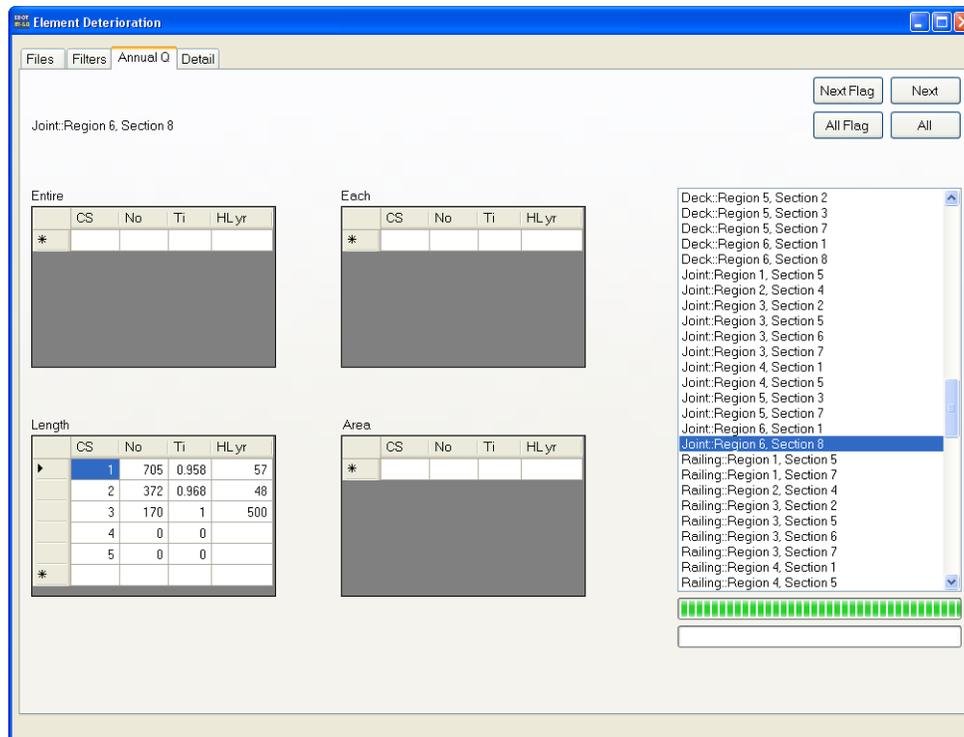 Element Deterioration
Files Filters Annual Q Detail
Next Flag Next
All Flag All
Joint::Region 6, Section 8
Entire
CS No Ti HL yr
*
Each
CS No Ti HL yr
*
Length
CS No Ti HL yr
1 705 0.958 57
2 372 0.968 48
3 170 1 500
4 0 0
5 0 0
*
Area
CS No Ti HL yr
*
Deck::Region 5, Section 2
Deck::Region 5, Section 3
Deck::Region 5, Section 7
Deck::Region 6, Section 1
Deck::Region 6, Section 8
Joint::Region 1, Section 5
Joint::Region 2, Section 4
Joint::Region 3, Section 2
Joint::Region 3, Section 5
Joint::Region 3, Section 6
Joint::Region 3, Section 7
Joint::Region 4, Section 1
Joint::Region 4, Section 5
Joint::Region 5, Section 3
Joint::Region 5, Section 7
Joint::Region 6, Section 1
Joint::Region 6, Section 8
Railing::Region 1, Section 5
Railing::Region 1, Section 7
Railing::Region 2, Section 4
Railing::Region 3, Section 2
Railing::Region 3, Section 5
Railing::Region 3, Section 6
Railing::Region 3, Section 7
Railing::Region 4, Section 1
Railing::Region 4, Section 5